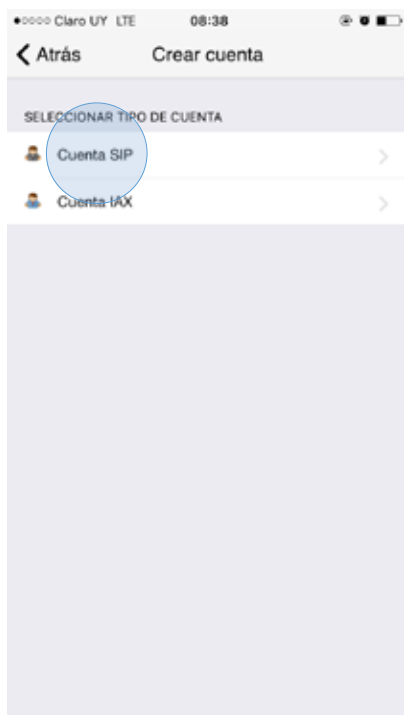 Claro UY LTE 08:38
Atrás Crear cuenta
SELECCIONAR TIPO DE CUENTA
Cuenta SIP
Cuenta IAX